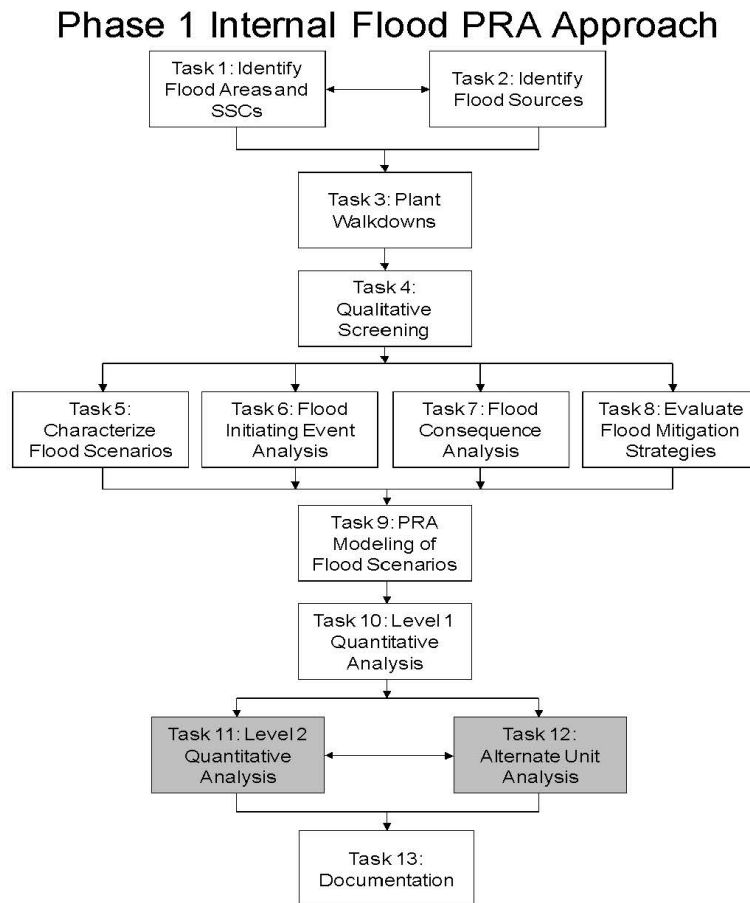 Phase 1 Internal Flood PRA Approach
Task 1: Identify
Flood Areas and
SSCs
Task 2: Identify
Flood Sources
Task 3: Plant
Walkdowns
Task 4:
Qualitative
Screening
Task 5:
Characterize
Flood Scenarios
Task 6: Flood
Initiating Event
Analysis
Task 7: Flood
Consequence
Analysis
Task 8: Evaluate
Flood Mitigation
Strategies
Task 9: PRA
Modeling of
Flood Scenarios
Task 10: Level 1
Quantitative
Analysis
Task 11: Level 2
Quantitative
Analysis
Task 12:
Alternate Unit
Analysis
Task 13:
Documentation